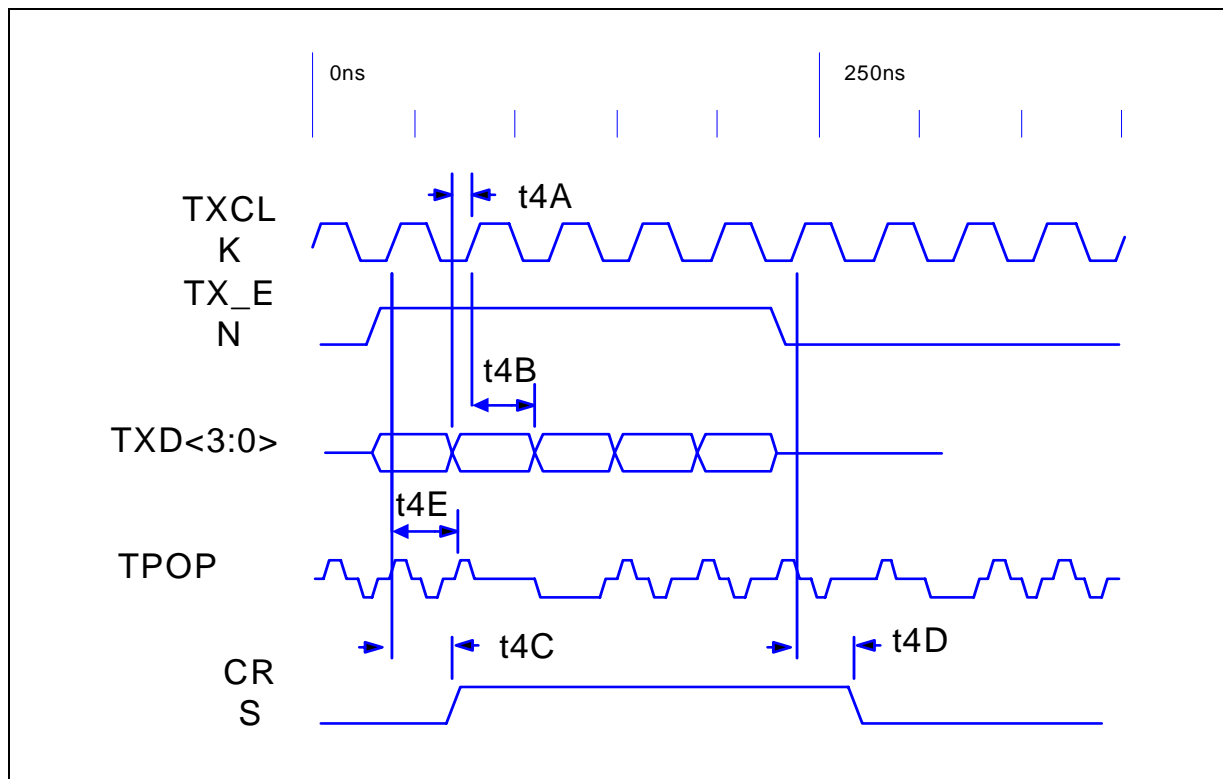 0ns 250ns
t4A
TXCL
K
TX_E
N
t4B
TXD<3:0>
t4E
TPOP
t4C
t4D
CR
S